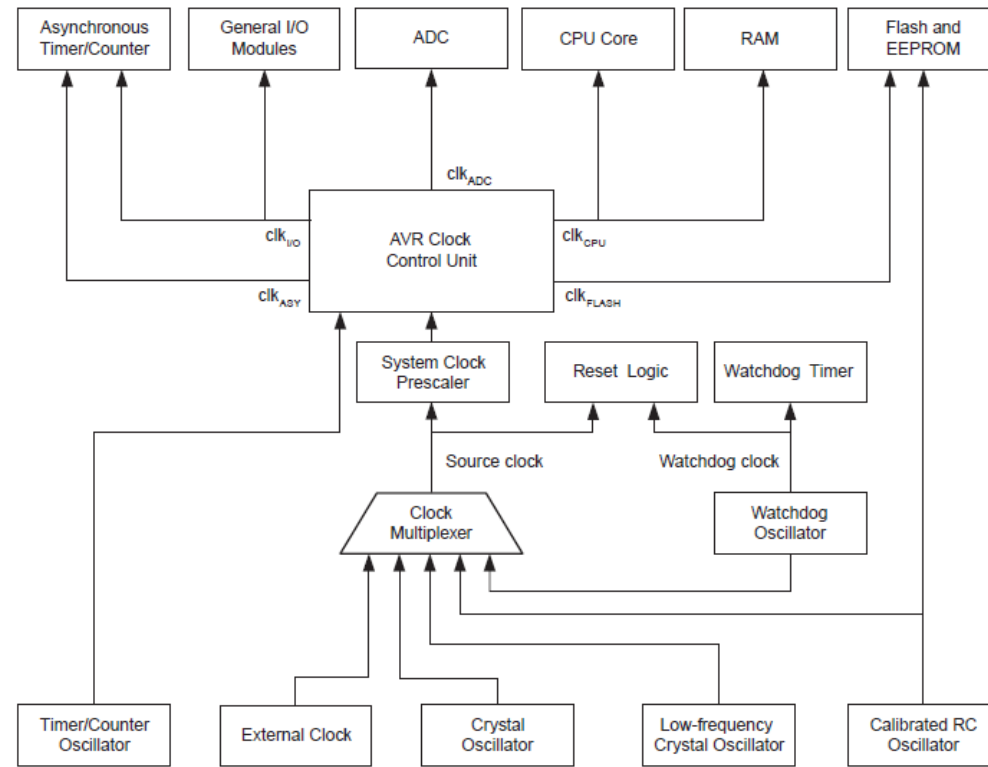 Asynchronous
Timer/Counter
General I/O
Modules
ADC
CPU Core
RAM
Flash and
EEPROM
clkADC
clkI/O
AVR Clock
Control Unit
clkCPU
clkASY
clkFLASH
System Clock
Prescaler
Reset Logic
Watchdog Timer
Source clock
Watchdog clock
Clock
Multiplexer
Watchdog
Oscillator
Timer/Counter
Oscillator
External Clock
Crystal
Oscillator
Low-frequency
Crystal Oscillator
Calibrated RC
Oscillator